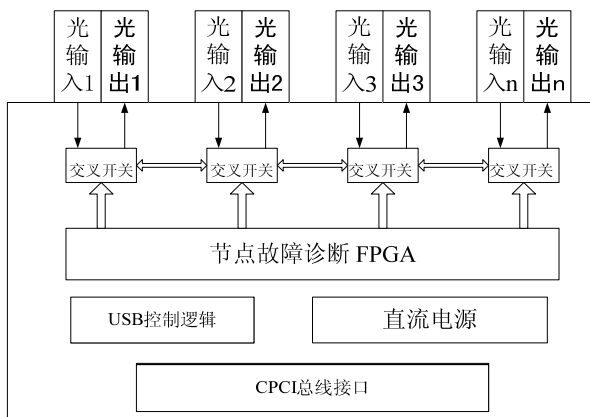 光输入1
光输出1
光输入2
光输出2
光输入3
光输出3
光输入n
光输出n
交叉开关
交叉开关
交叉开关
交叉开关
节点故障诊断 FPGA
USB控制逻辑
直流电源
CPCI总线接口